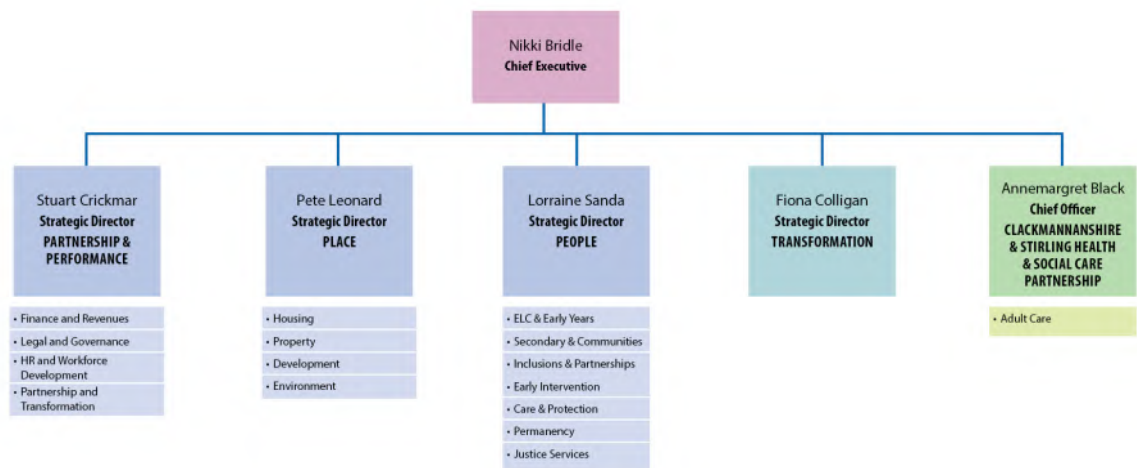 Nikki Bridle
Chief Executive
Stuart Crickmar
Strategic Director
PARTNERSHIP &
PERFORMANCE
• Finance and Revenues
• Legal and Governance
• HR and Workforce
Development
• Partnership and
Transformation
Pete Leonard
Strategic Director
PLACE
• Housing
• Property
• Development
• Environment
Lorraine Sanda
Strategic Director
PEOPLE
• ELC & Early Years
• Secondary & Communities
• Inclusions & Partnerships
• Early Intervention
• Care & Protection
• Permanency
• Justice Services
Fiona Colligan
Strategic Director
TRANSFORMATION
Annemargret Black
Chief Officer
CLACKMANNANSHIRE
& STIRLING HEALTH
& SOCIAL CARE
PARTNERSHIP
• Adult Care